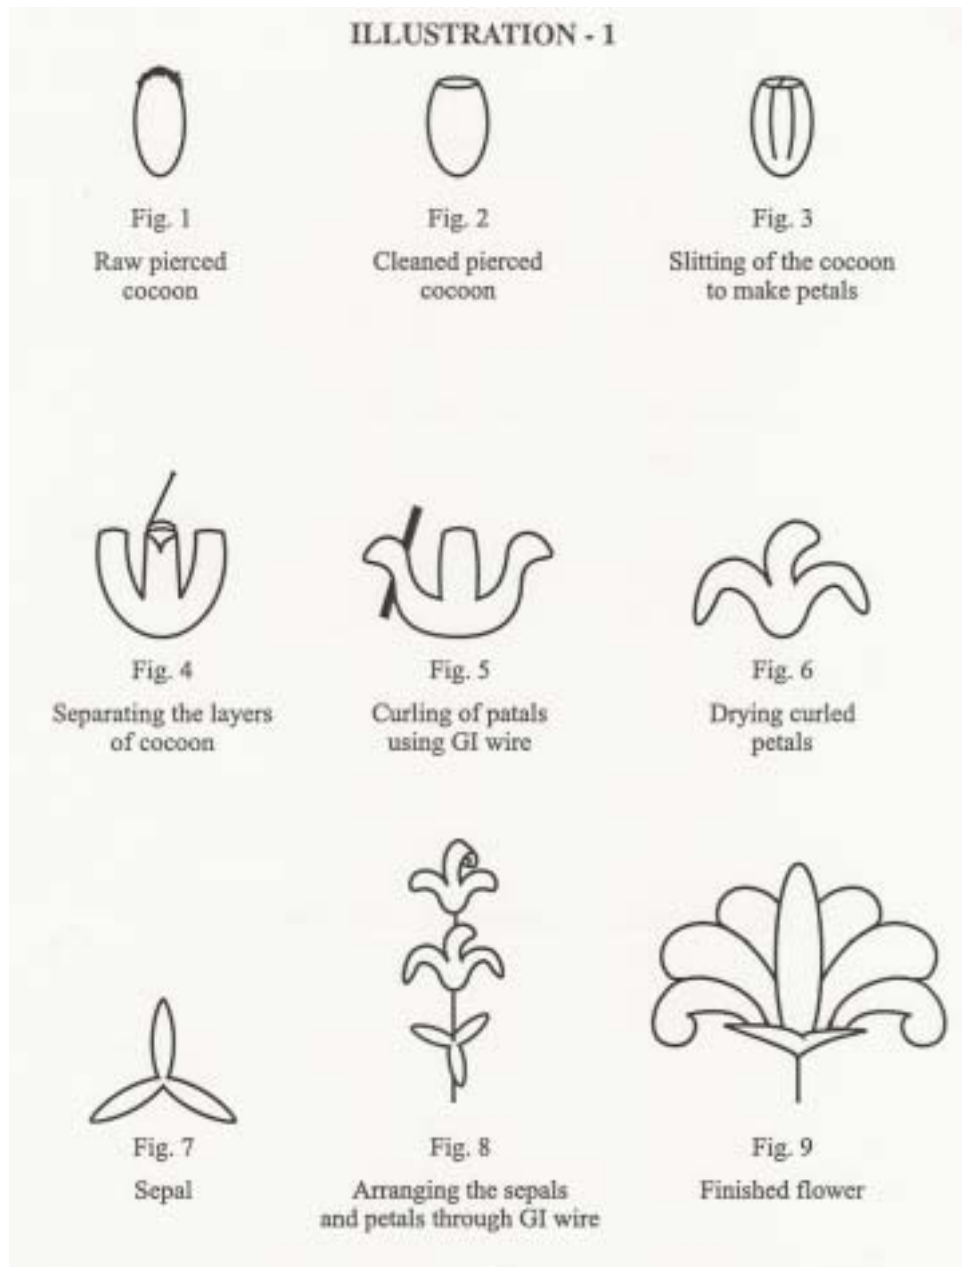 ILLUSTRATION - 1
Fig. 1
Raw pierced
cocoon
Fig. 2
Cleaned pierced
cocoon
Fig. 3
Slitting of the cocoon
to make petals
Fig. 4
Separating the layers
of cocoon
Fig. 5
Curling of patals
using GI wire
Fig. 6
Drying curled
petals
Fig. 7
Sepal
Fig. 8
Arranging the sepals
and petals through GI wire
Fig. 9
Finished flower